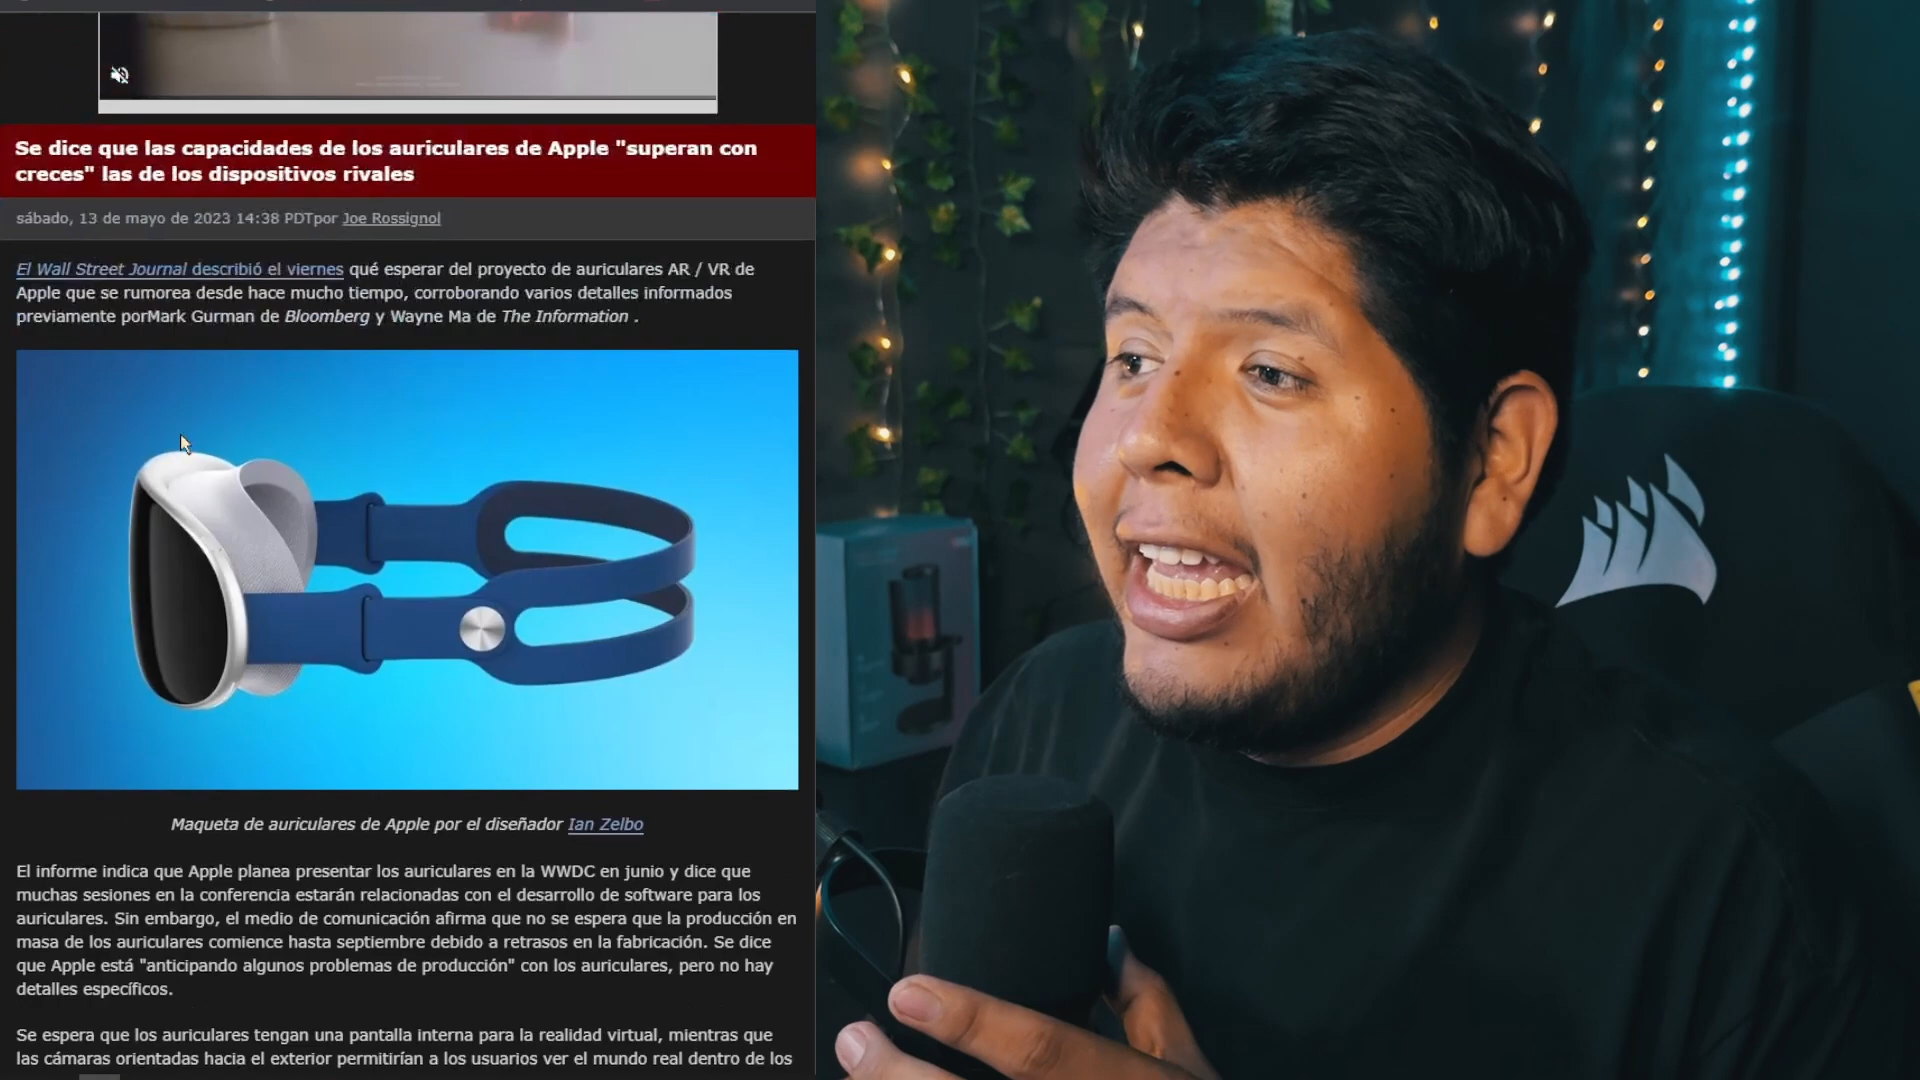 Se dice que las capacidades de los auriculares de Apple "superan con
creces" las de los dispositivos rivales
sábado, 13 de mayo de 2023 14:38 PDTpor Joe Rossignol
El Wall Street Journal describió el viernes qué esperar del proyecto de auriculares AR / VR de
Apple que se rumorea desde hace mucho tiempo, corroborando varios detalles informados
previamente porMark Gurman de Bloomberg y Wayne Ma de The Information .
Maqueta de auriculares de Apple por el diseñador Ian Zelbo
El informe indica que Apple planea presentar los auriculares en la WWDC en junio y dice que
muchas sesiones en la conferencia estarán relacionadas con el desarrollo de software para los
auriculares. Sin embargo, el medio de comunicación afirma que no se espera que la producción en
masa de los auriculares comience hasta septiembre debido a retrasos en la fabricación. Se dice
que Apple está "anticipando algunos problemas de producción" con los auriculares, pero no hay
detalles específicos.
Se espera que los auriculares tengan una pantalla interna para la realidad virtual, mientras que
las cámaras orientadas hacia el exterior permitirían a los usuarios ver el mundo real dentro de los